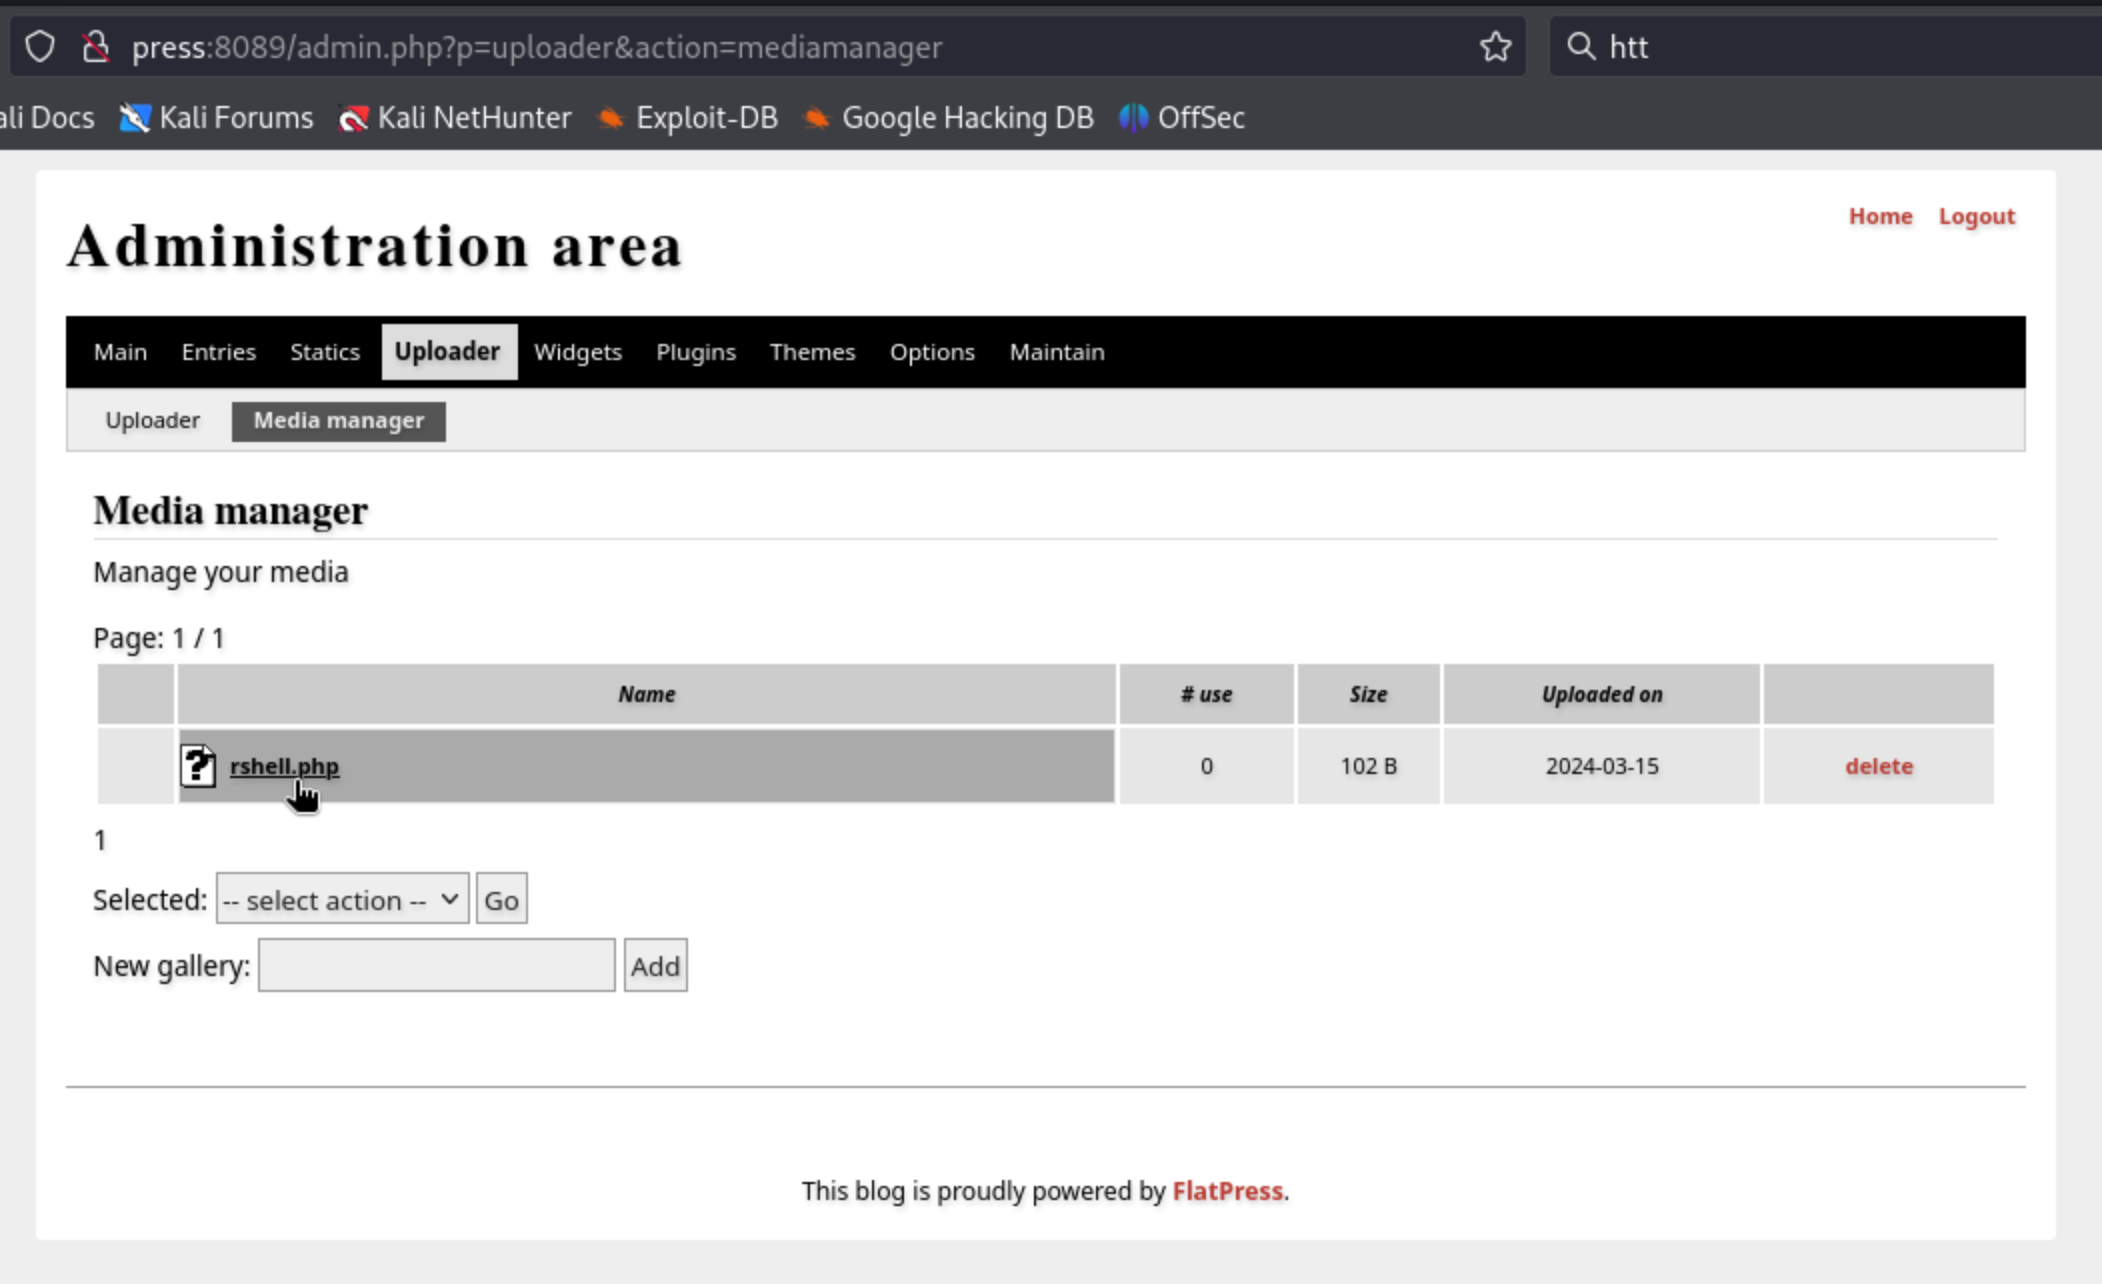 press:8089/admin.php?p=uploader&action=mediamanager htt
ali Docs Kali Forums Kali NetHunter Exploit-DB Google Hacking DB OffSec
Home Logout
Administration area
Main Entries Statics Uploader Widgets Plugins Themes Options Maintain
Uploader Media manager
Media manager
Manage your media
Page: 1 / 1
Name # use Size Uploaded on
rshell.php 0 102 B 2024-03-15 delete
1
Selected: -- select action -- Go
New gallery: Add
This blog is proudly powered by FlatPress.